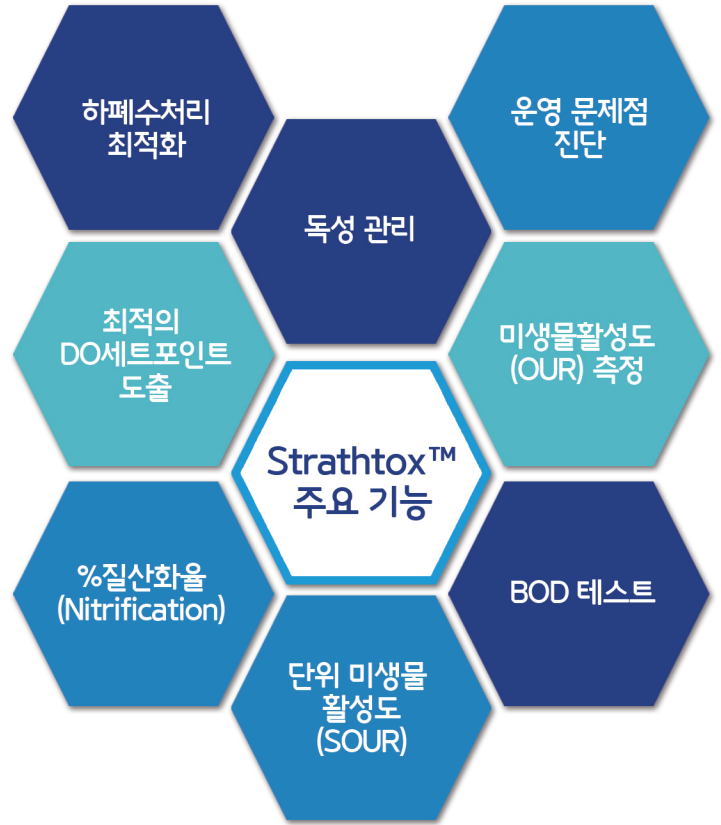 하폐수처리
최적화
운영 문제점
진단
독성 관리
최적의
DO세트포인트
도출
미생물활성도
(OUR) 측정
Strathtox™
주요 기능
%질산화율
(Nitrification)
BOD 테스트
단위 미생물
활성도
(SOUR)